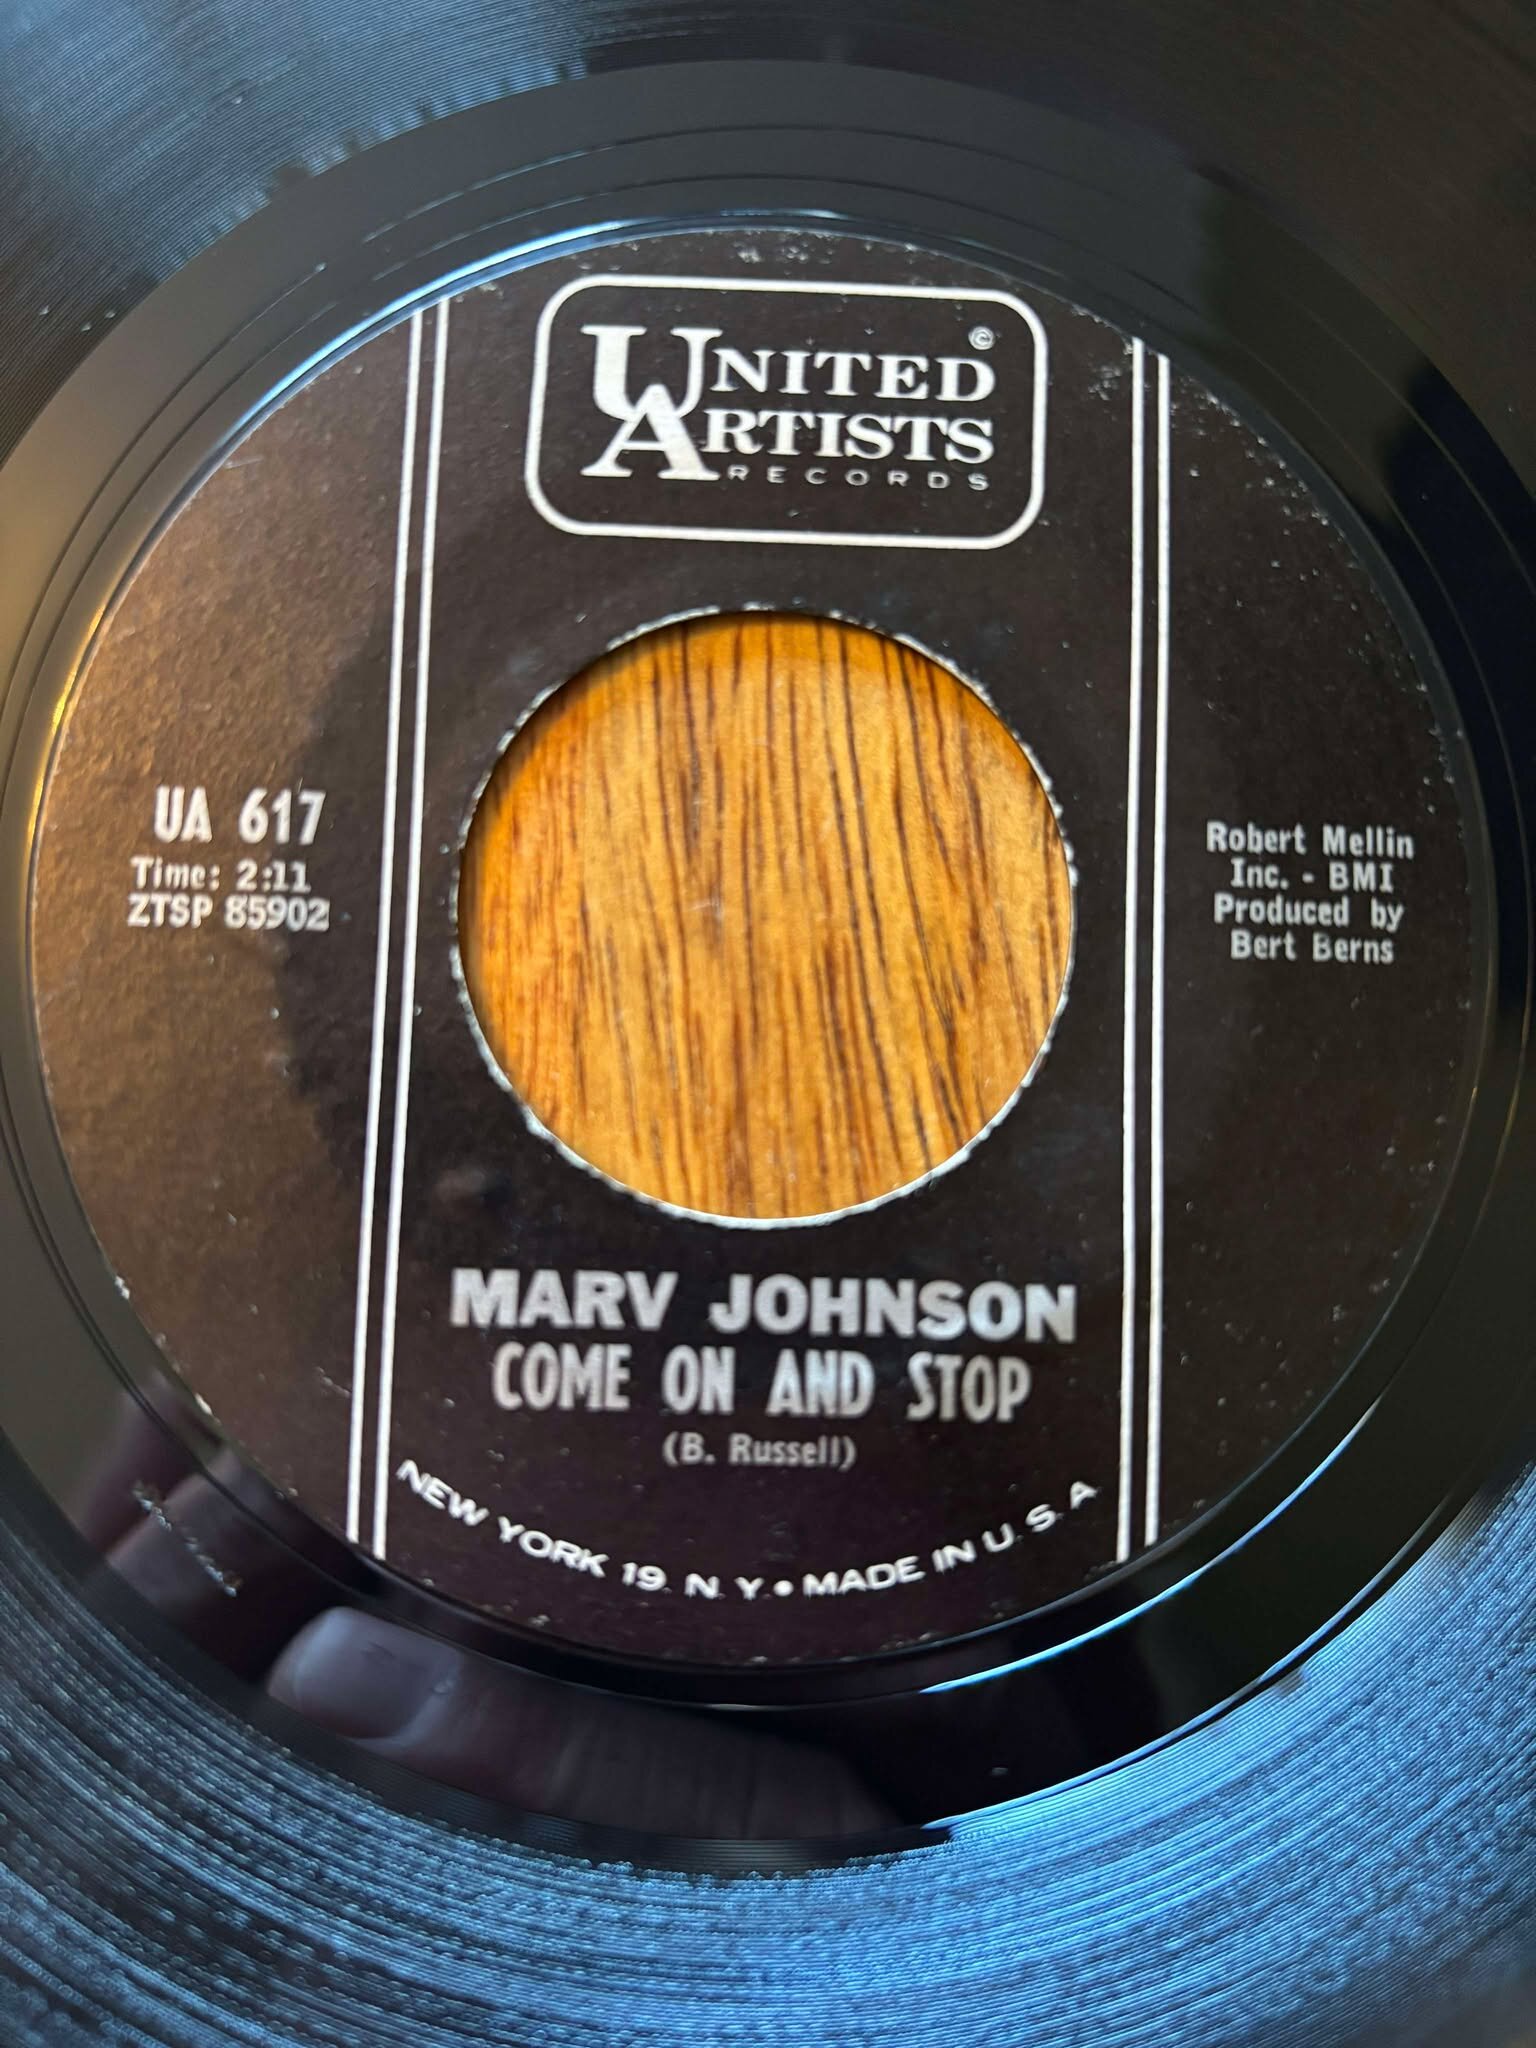 UNITED ©
ARTISTS
RECORDS
UA 617
Time: 2:11
ZTSP 85902
Robert Mellin
Inc. - BMI
Produced by
Bert Berns
MARV JOHNSON
COME ON AND STOP
(B. Russell)
NEW YORK 19. N. Y. • MADE IN U. S. A